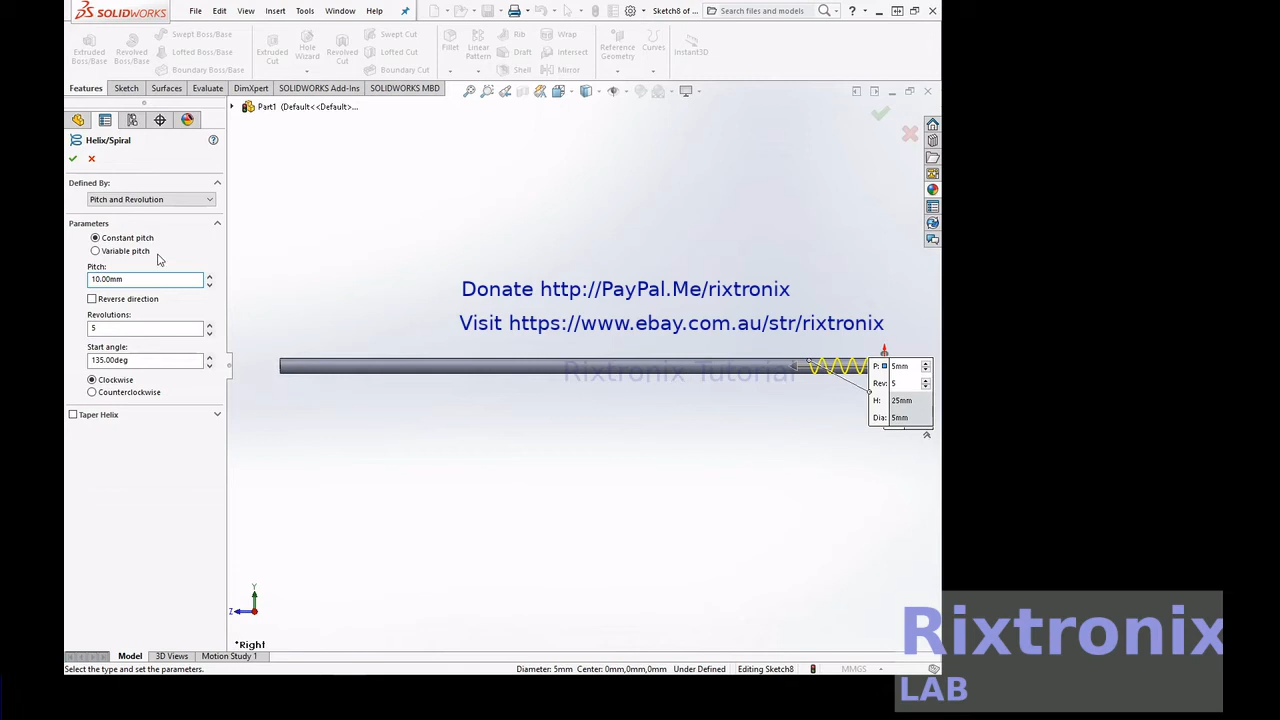 SOLIDWORKS File Edit View Insert Tools Window Help Sketch8 of ... Search files and models ?
Extruded Boss/Base
Revolved Boss/Base
Swept Boss/Base
Lofted Boss/Base
Boundary Boss/Base
Extruded Cut
Hole Wizard
Revolved Cut
Swept Cut
Lofted Cut
Boundary Cut
Fillet
Linear Pattern
Rib
Draft
Shell
Wrap
Intersect
Mirror
Reference Geometry
Curves
Instant3D
Features Sketch Surfaces Evaluate DimXpert SOLIDWORKS Add-Ins SOLIDWORKS MBD
Part1 (Default<<Default>...
Helix/Spiral
Defined By:
Pitch and Revolution
Parameters
Constant pitch
Variable pitch
Pitch:
10.00mm
Reverse direction
Revolutions:
5
Start angle:
135.00deg
Clockwise
Counterclockwise
Taper Helix
Donate http://PayPal.Me/rixtronix
Visit https://www.ebay.com.au/str/rixtronix
Rixtronix Tutorial
P: 5mm
Rev: 5
H: 25mm
Dia: 5mm
Y
Z
*Right
Model 3D Views Motion Study 1
Select the type and set the parameters. Diameter: 5mm Center: 0mm,0mm,0mm Under Defined Editing Sketch8 MMGS
Rixtronix
LAB